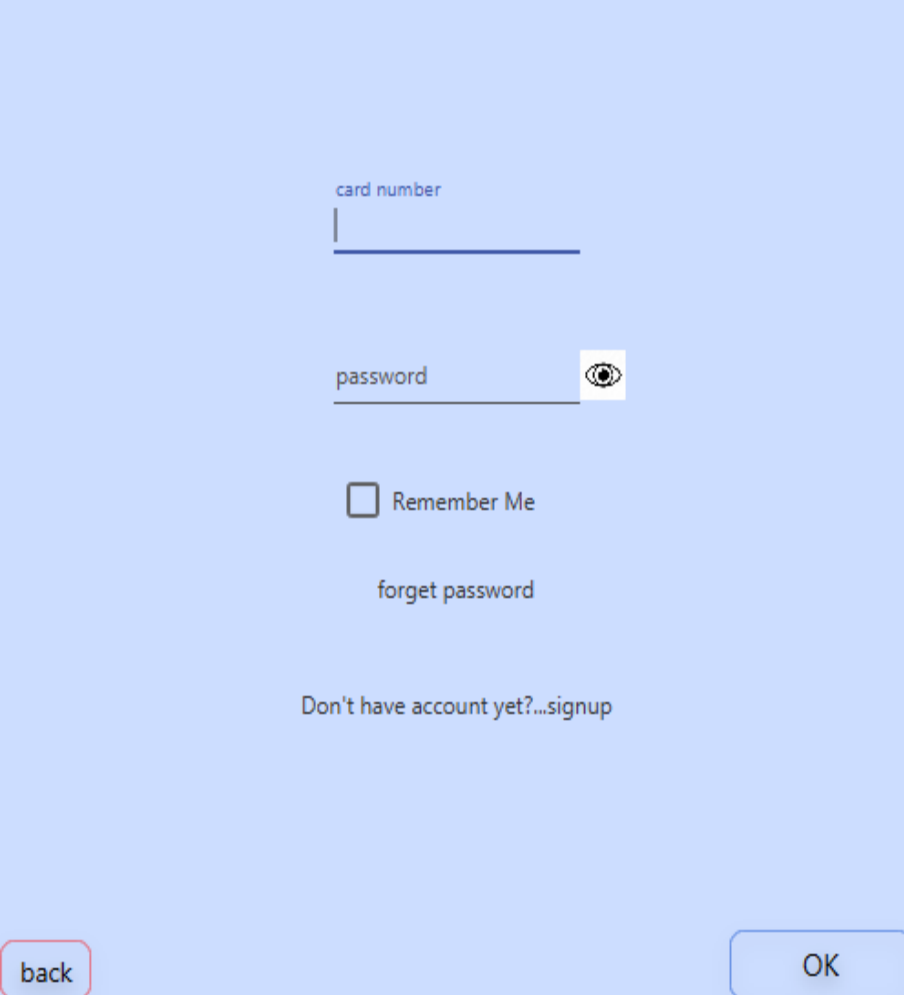 card number
password
Remember Me
forget password
Don't have account yet?...signup
back
OK